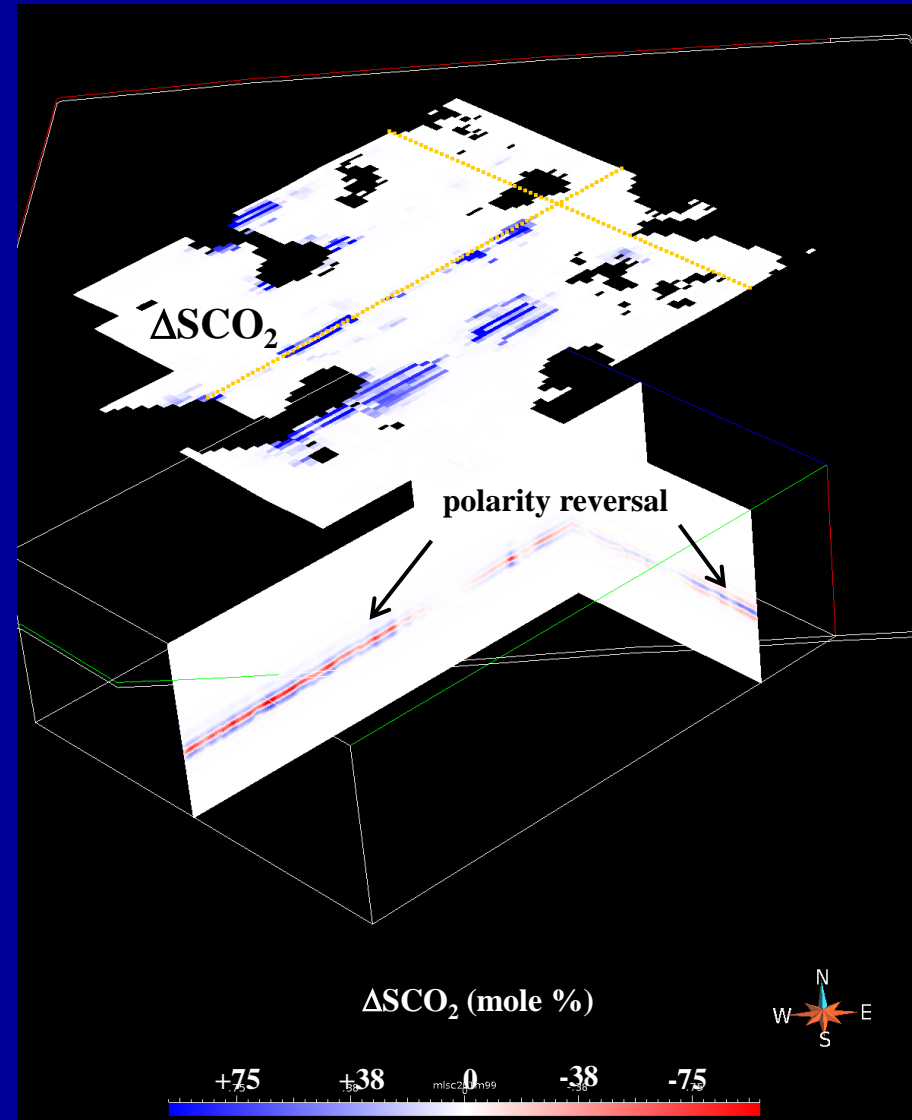 ΔSCO₂
polarity reversal
ΔSCO₂ (mole %)
N
W E
S
+75 +38 0 -38 -75